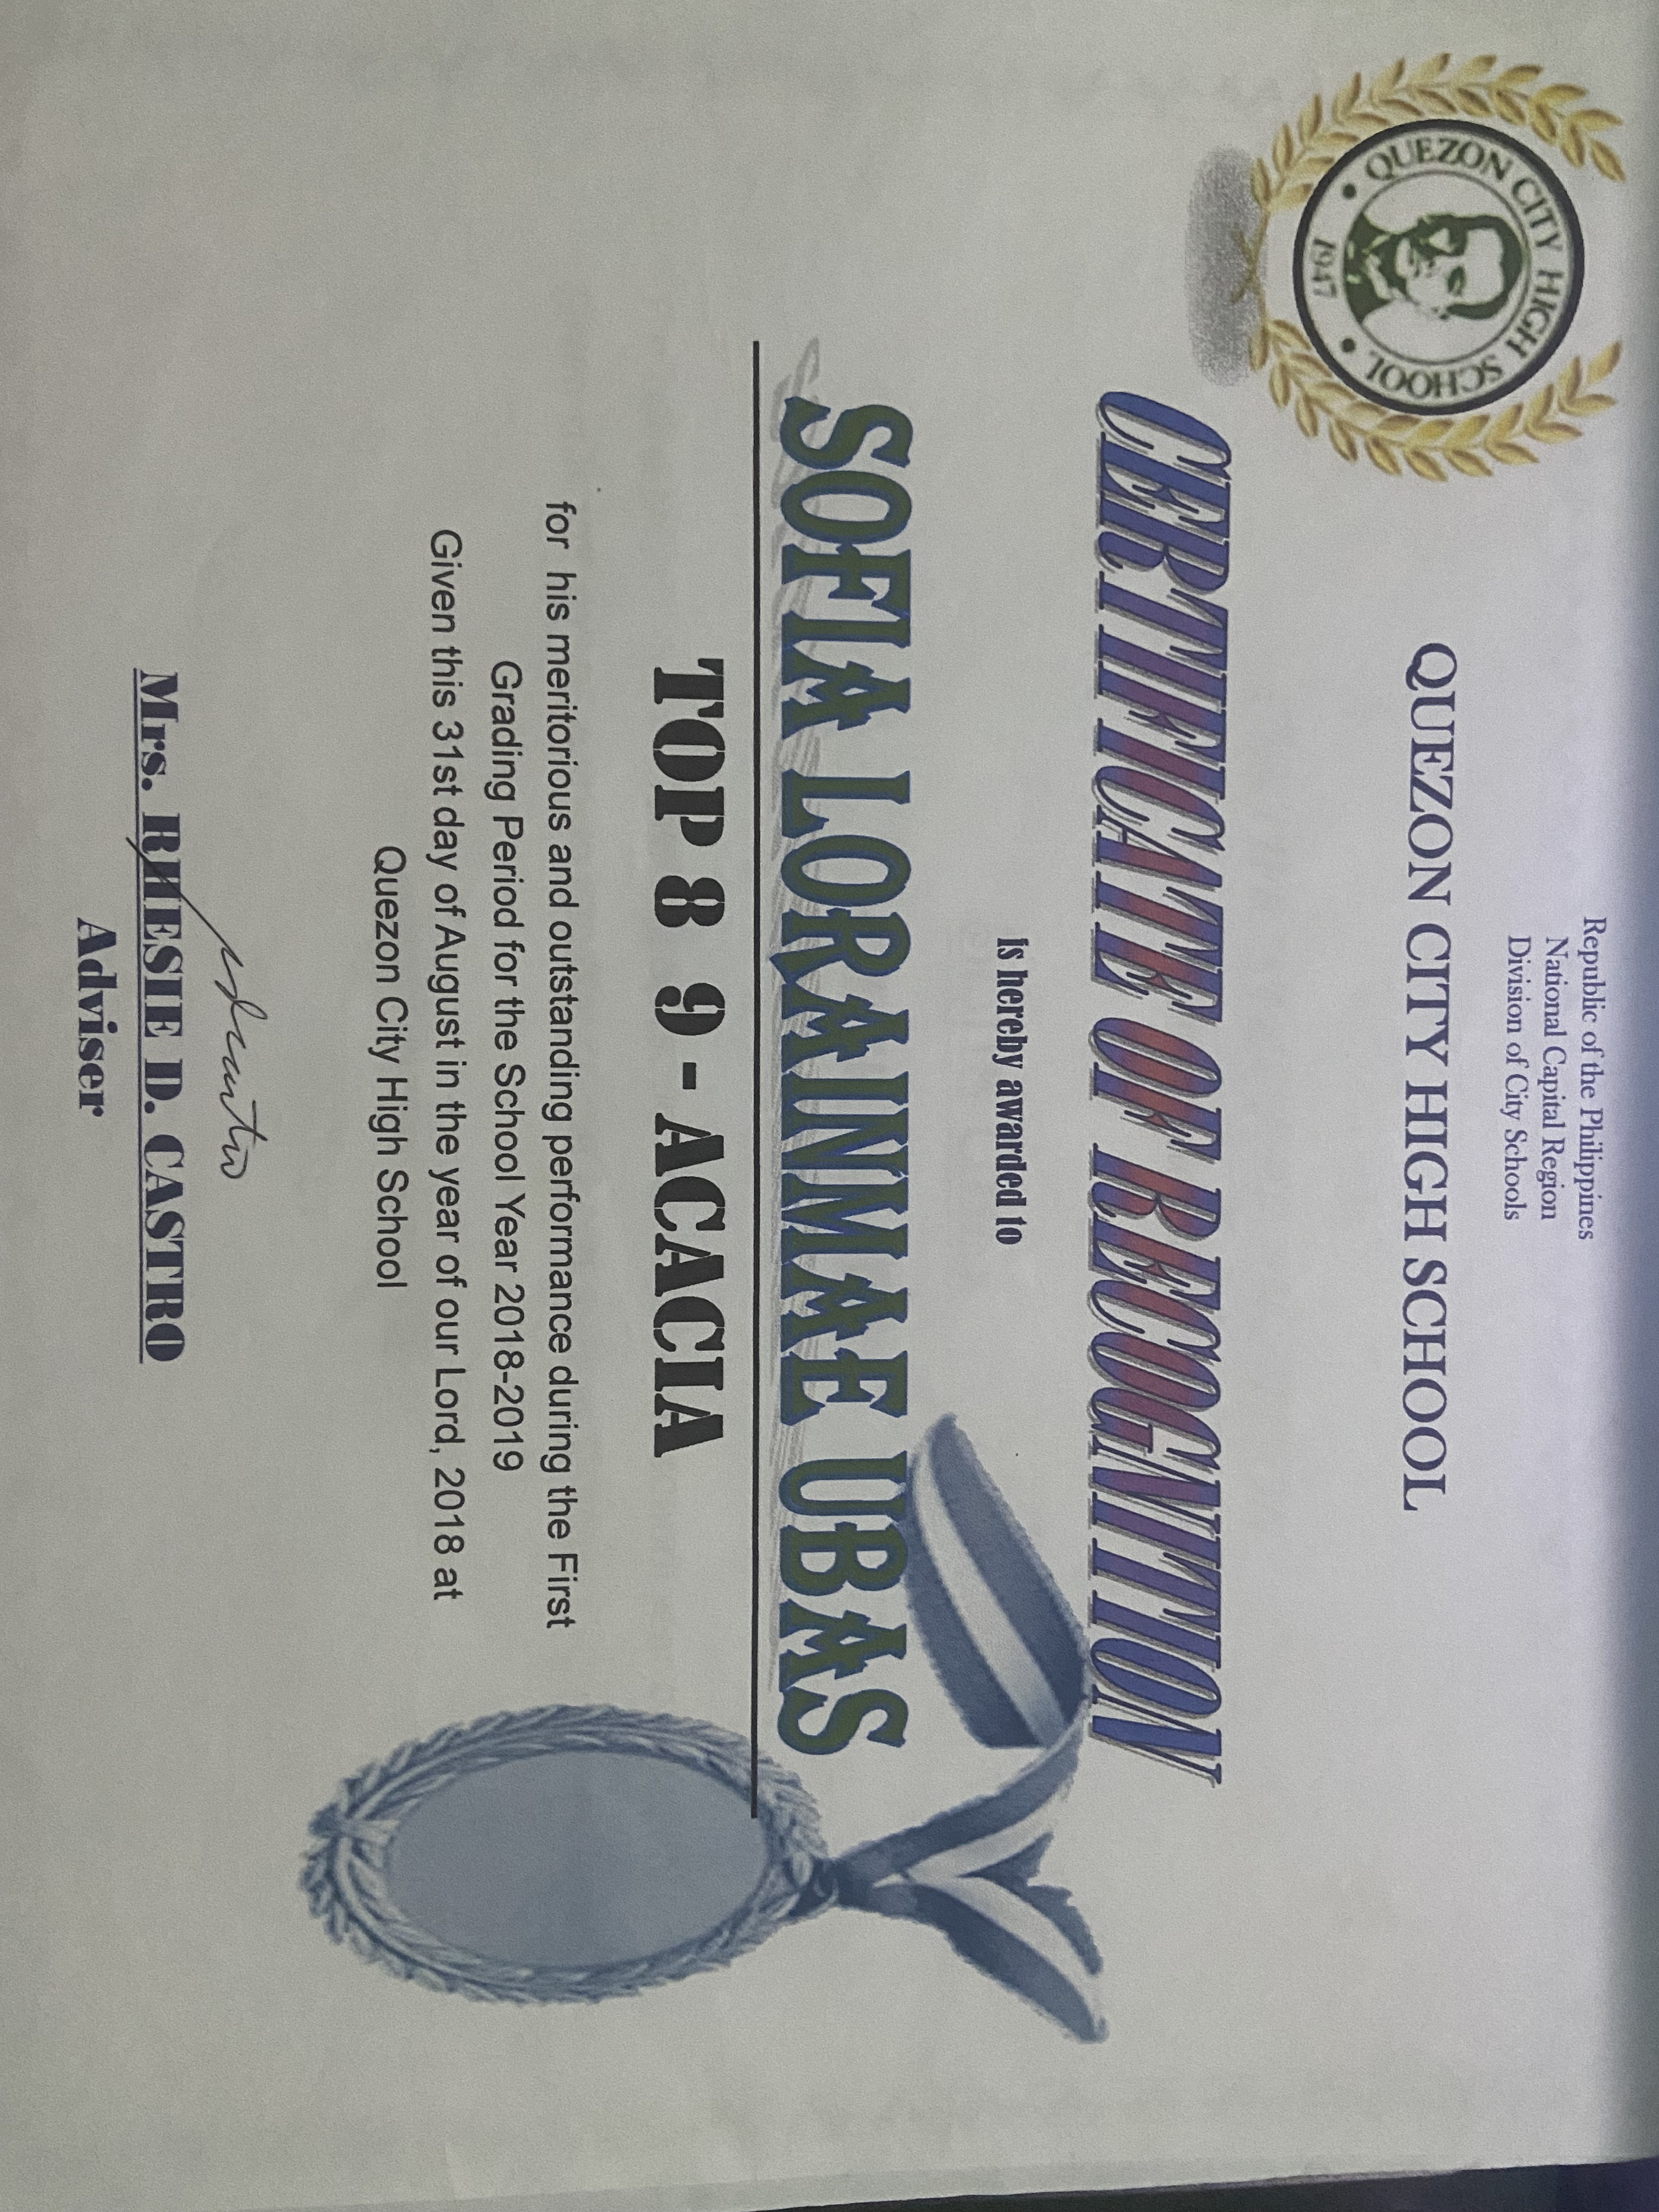 QUEZON CITY HIGH SCHOOL
1947
Republic of the Philippines
National Capital Region
Division of City Schools
QUEZON CITY HIGH SCHOOL
CERTIFICATE OF RECOGNITION
is hereby awarded to
SOFIA LORAINMAE UBAS
TOP 8 9 - ACACIA
for his meritorious and outstanding performance during the First
Grading Period for the School Year 2018-2019
Given this 31st day of August in the year of our Lord, 2018 at
Quezon City High School
Mrs. RHESIE D. CASTRO
Adviser